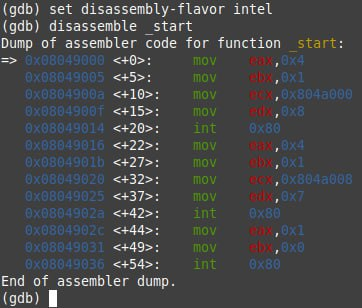 (gdb) set disassembly-flavor intel
(gdb) disassemble _start
Dump of assembler code for function _start:
=> 0x08049000 <+0>: mov eax,0x4
0x08049005 <+5>: mov ebx,0x1
0x0804900a <+10>: mov ecx,0x804a000
0x0804900f <+15>: mov edx,0x8
0x08049014 <+20>: int 0x80
0x08049016 <+22>: mov eax,0x4
0x0804901b <+27>: mov ebx,0x1
0x08049020 <+32>: mov ecx,0x804a008
0x08049025 <+37>: mov edx,0x7
0x0804902a <+42>: int 0x80
0x0804902c <+44>: mov eax,0x1
0x08049031 <+49>: mov ebx,0x0
0x08049036 <+54>: int 0x80
End of assembler dump.
(gdb)